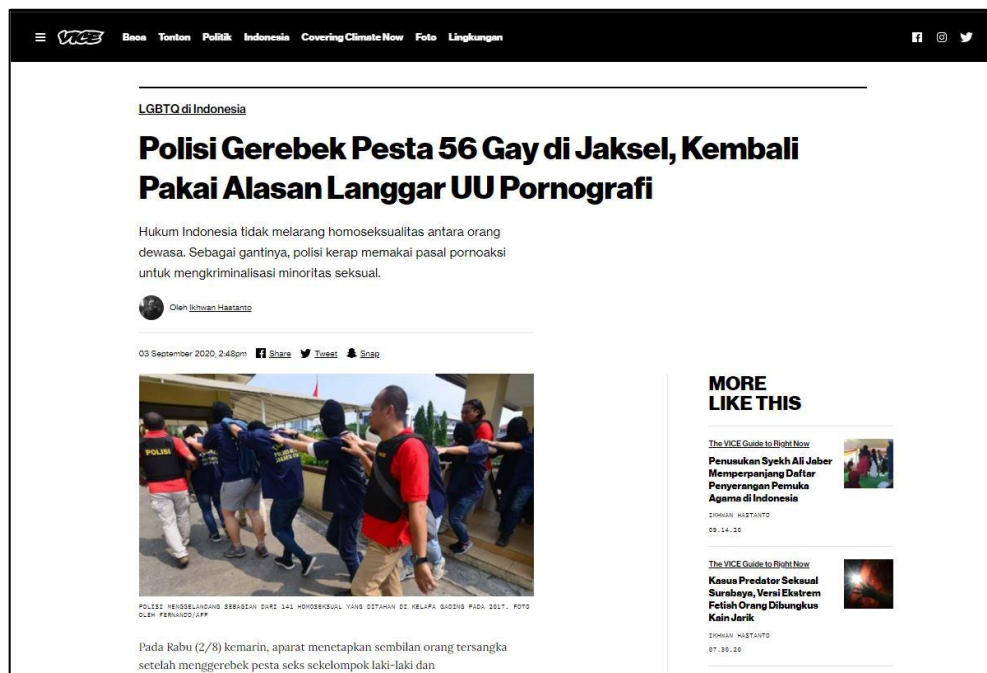 VICE Baca Tonton Politik Indonesia Covering Climate Now Foto Lingkungan
LGBTQ di Indonesia
Polisi Gerebek Pesta 56 Gay di Jaksel, Kembali
Pakai Alasan Langgar UU Pornografi
Hukum Indonesia tidak melarang homoseksualitas antara orang
dewasa. Sebagai gantinya, polisi kerap memakai pasal pornoaksi
untuk mengkriminalisasi minoritas seksual.
Oleh Ikhwan Hastanto
03 September 2020, 2:48pm Share Tweet Snap
POLISI
POLISI MENGGELANDANG SEBAGIAN DARI 141 HOMOSEKSUAL YANG DITAHAN DI KELAPA GADING PADA 2017. FOTO
OLEH FERNANDO/AFP
Pada Rabu (2/8) kemarin, aparat menetapkan sembilan orang tersangka
setelah menggerebek pesta seks sekelompok laki-laki dan
MORE
LIKE THIS
The VICE Guide to Right Now
Penusukan Syekh Ali Jaber
Memperpanjang Daftar
Penyerangan Pemuka
Agama di Indonesia
IKHWAN HASTANTO
09.14.20
The VICE Guide to Right Now
Kasus Predator Seksual
Surabaya, Versi Ekstrem
Fetish Orang Dibungkus
Kain Jarik
IKHWAN HASTANTO
07.30.20